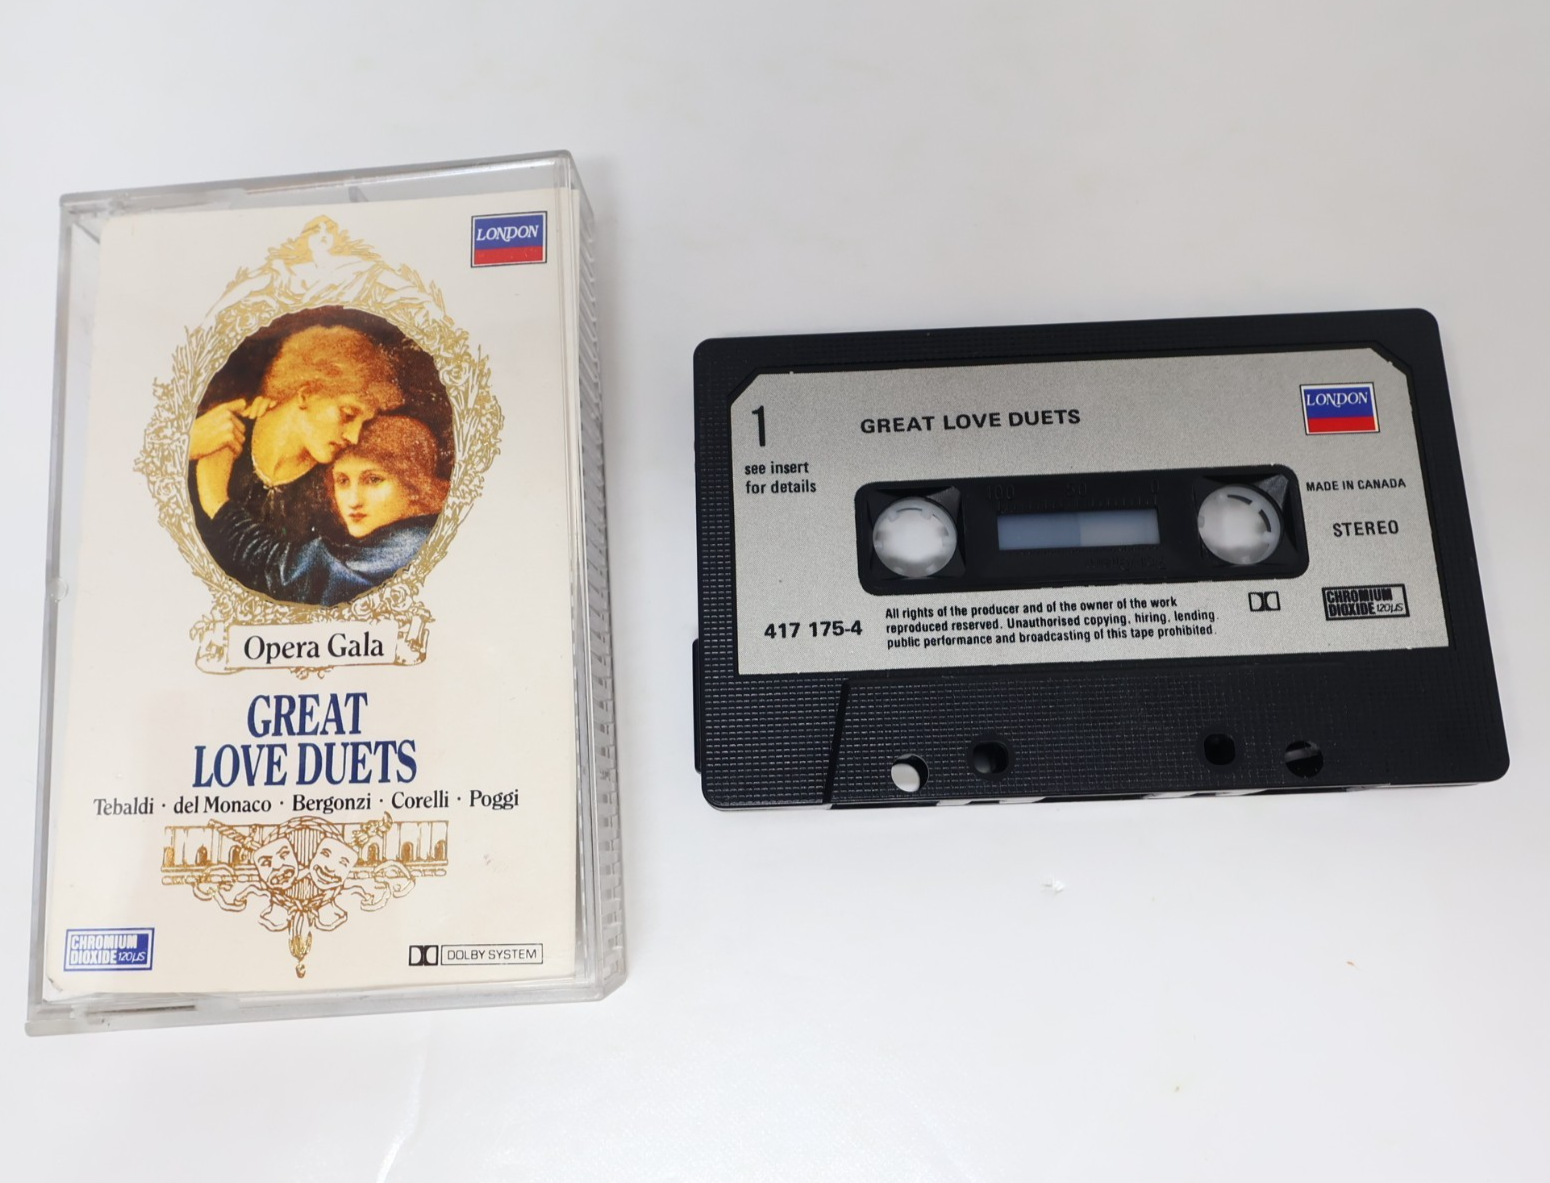 LONDON
Opera Gala
GREAT
LOVE DUETS
Tebaldi · del Monaco · Bergonzi · Corelli · Poggi
CHROMIUM
DIOXIDE 120µS
DOLBY SYSTEM
1
see insert
for details
GREAT LOVE DUETS
LONDON
MADE IN CANADA
STEREO
100 50
417 175-4
All rights of the producer and of the owner of the work
reproduced reserved. Unauthorised copying, hiring, lending,
public performance and broadcasting of this tape prohibited.
CHROMIUM
DIOXIDE 120µS